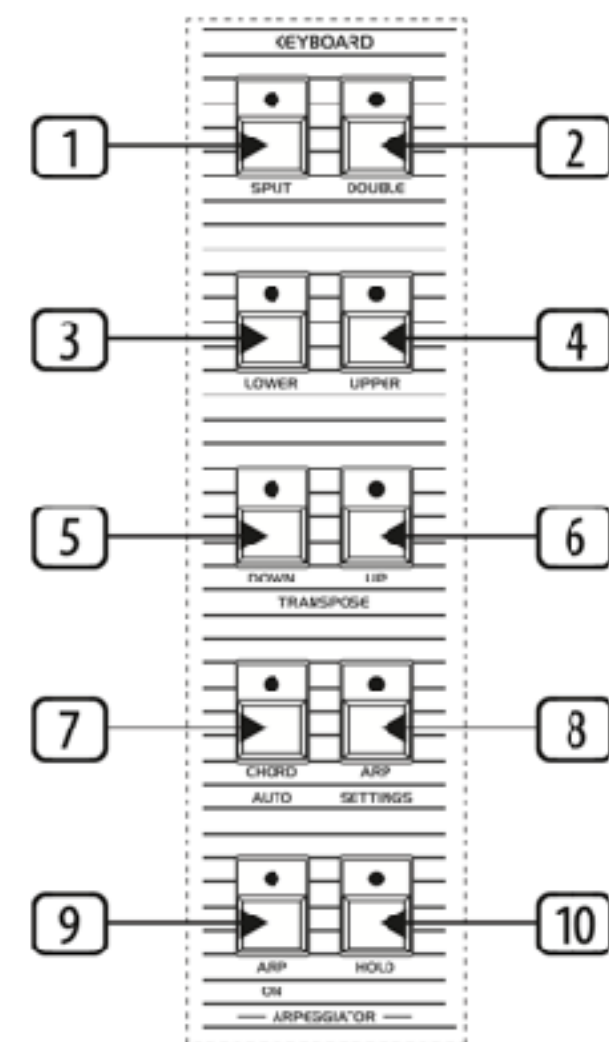 KEYBOARD
1 2
SPLIT DOUBLE
3 4
LOWER UPPER
5 6
DOWN UP
TRANSPOSE
7 8
CHORD ARP
AUTO SETTINGS
9 10
ARP HOLD
ON
ARPEGGIATOR